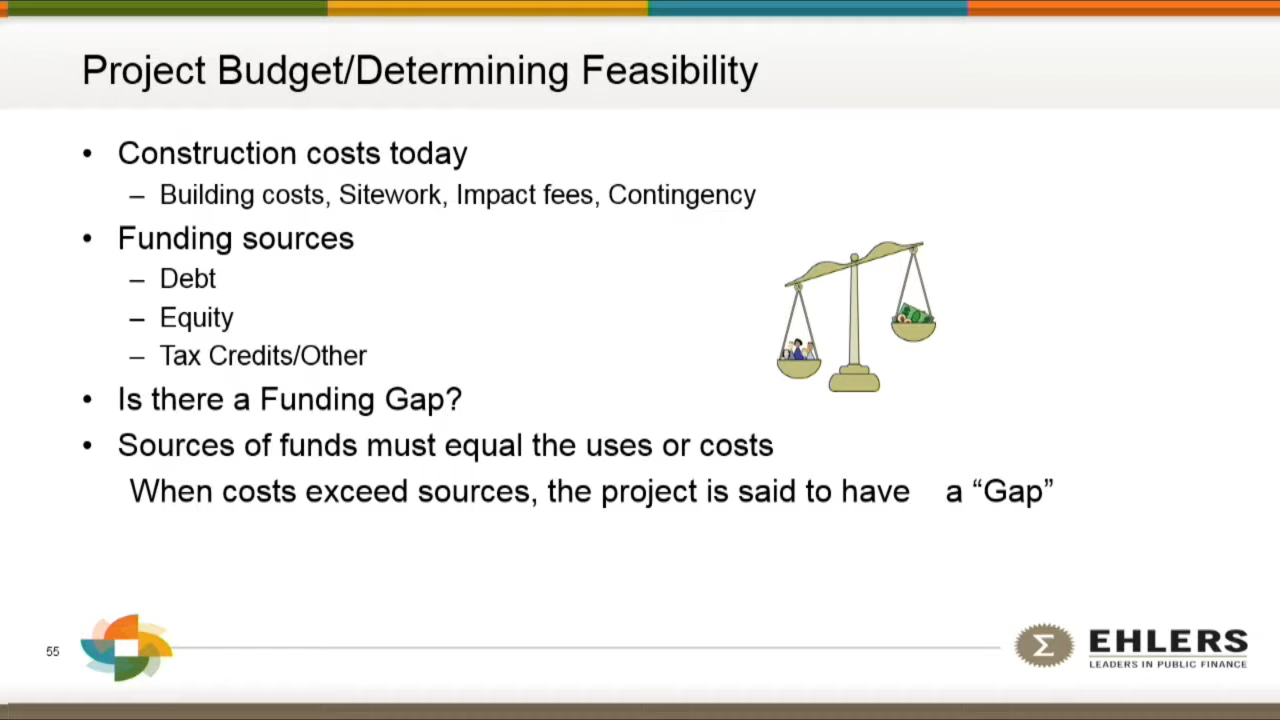 Project Budget/Determining Feasibility
• Construction costs today
– Building costs, Sitework, Impact fees, Contingency
• Funding sources
– Debt
– Equity
– Tax Credits/Other
• Is there a Funding Gap?
• Sources of funds must equal the uses or costs
When costs exceed sources, the project is said to have a “Gap”
55
Σ
EHLERS
LEADERS IN PUBLIC FINANCE